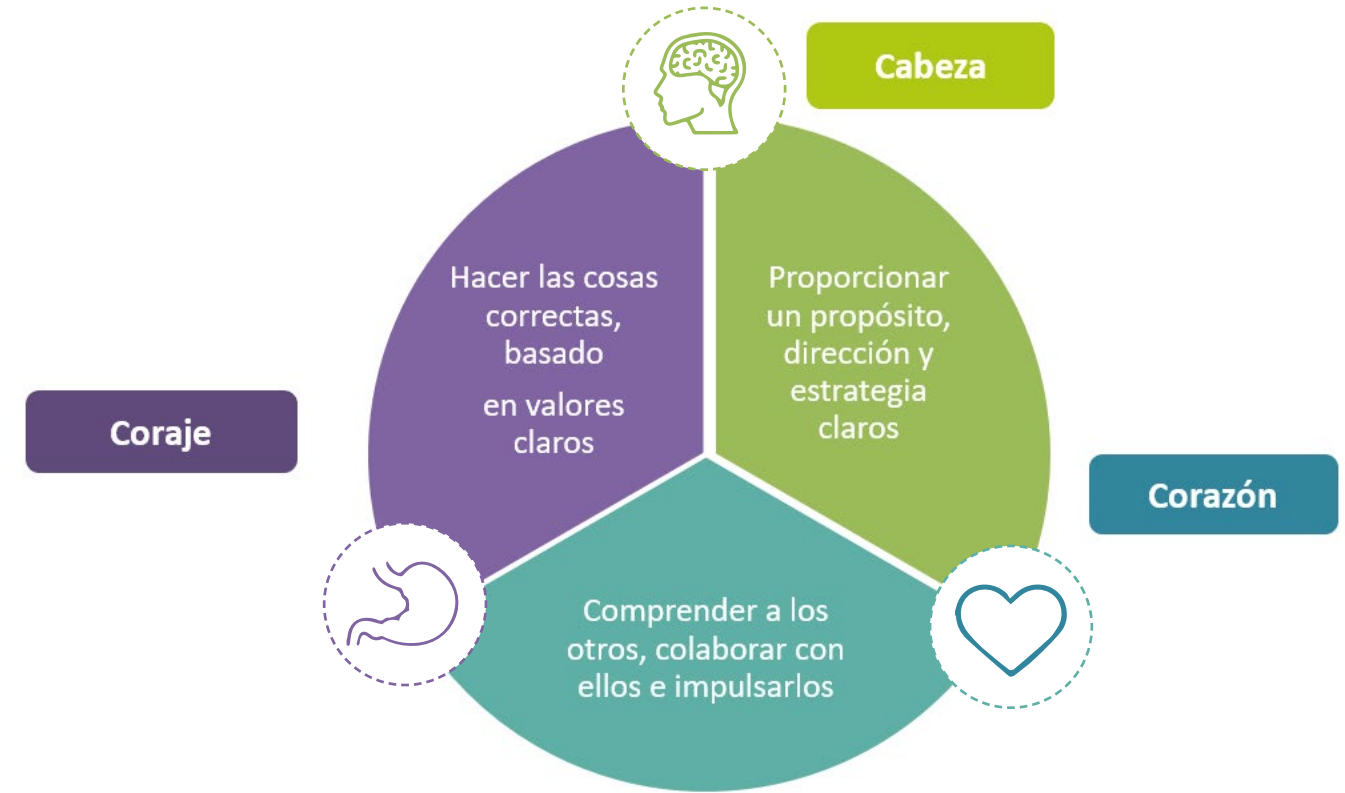 Cabeza
Hacer las cosas
correctas,
basado
en valores
claros
Proporcionar
un propósito,
dirección y
estrategia
claros
Coraje
Corazón
Comprender a los
otros, colaborar con
ellos e impulsarlos